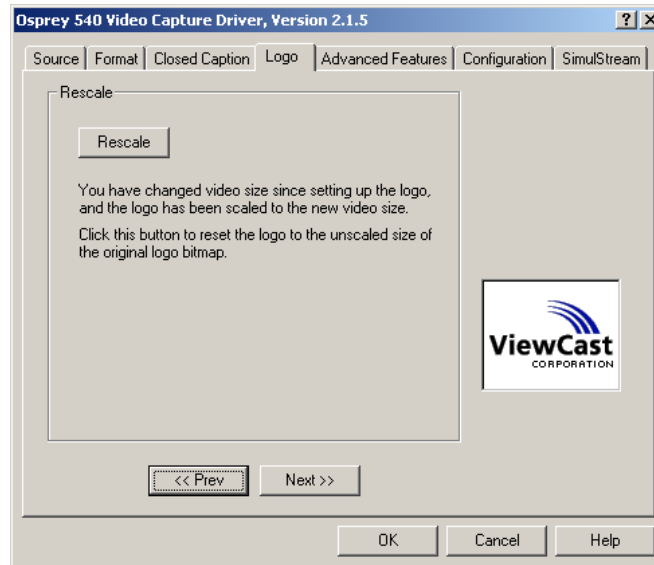 Osprey 540 Video Capture Driver, Version 2.1.5
Source Format Closed Caption Logo Advanced Features Configuration SimulStream
Rescale
Rescale
You have changed video size since setting up the logo,
and the logo has been scaled to the new video size.
Click this button to reset the logo to the unscaled size of
the original logo bitmap.
ViewCast
CORPORATION
<< Prev Next >>
OK Cancel Help